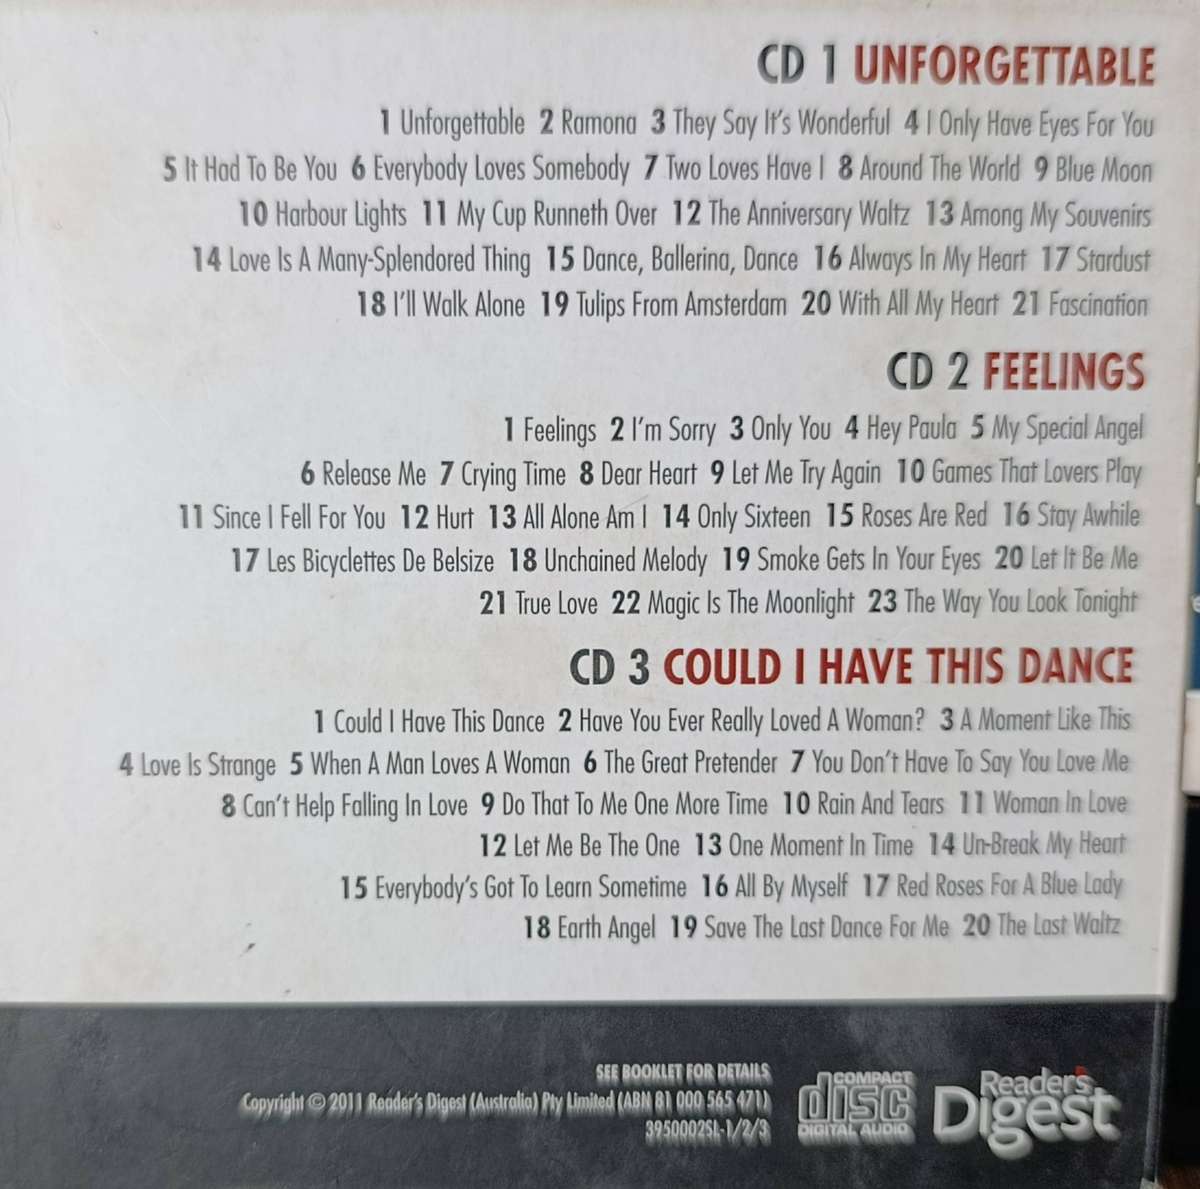 CD 1 UNFORGETTABLE
1 Unforgettable 2 Ramona 3 They Say It's Wonderful 4 I Only Have Eyes For You
5 It Had To Be You 6 Everybody Loves Somebody 7 Two Loves Have I 8 Around The World 9 Blue Moon
10 Harbour Lights 11 My Cup Runneth Over 12 The Anniversary Waltz 13 Among My Souvenirs
14 Love Is A Many-Splendored Thing 15 Dance, Ballerina, Dance 16 Always In My Heart 17 Stardust
18 I'll Walk Alone 19 Tulips From Amsterdam 20 With All My Heart 21 Fascination
CD 2 FEELINGS
1 Feelings 2 I'm Sorry 3 Only You 4 Hey Paula 5 My Special Angel
6 Release Me 7 Crying Time 8 Dear Heart 9 Let Me Try Again 10 Games That Lovers Play
11 Since I Fell For You 12 Hurt 13 All Alone Am I 14 Only Sixteen 15 Roses Are Red 16 Stay Awhile
17 Les Bicyclettes De Belsize 18 Unchained Melody 19 Smoke Gets In Your Eyes 20 Let It Be Me
21 True Love 22 Magic Is The Moonlight 23 The Way You Look Tonight
CD 3 COULD I HAVE THIS DANCE
1 Could I Have This Dance 2 Have You Ever Really Loved A Woman? 3 A Moment Like This
4 Love Is Strange 5 When A Man Loves A Woman 6 The Great Pretender 7 You Don't Have To Say You Love Me
8 Can't Help Falling In Love 9 Do That To Me One More Time 10 Rain And Tears 11 Woman In Love
12 Let Me Be The One 13 One Moment In Time 14 Un-Break My Heart
15 Everybody's Got To Learn Sometime 16 All By Myself 17 Red Roses For A Blue Lady
18 Earth Angel 19 Save The Last Dance For Me 20 The Last Waltz
SEE BOOKLET FOR DETAILS
Copyright © 2011 Reader's Digest (Australia) Pty Limited (ABN 81 000 565 471)
3950002SL-1/2/3
COMPACT
disc
DIGITAL AUDIO
Reader's
Digest